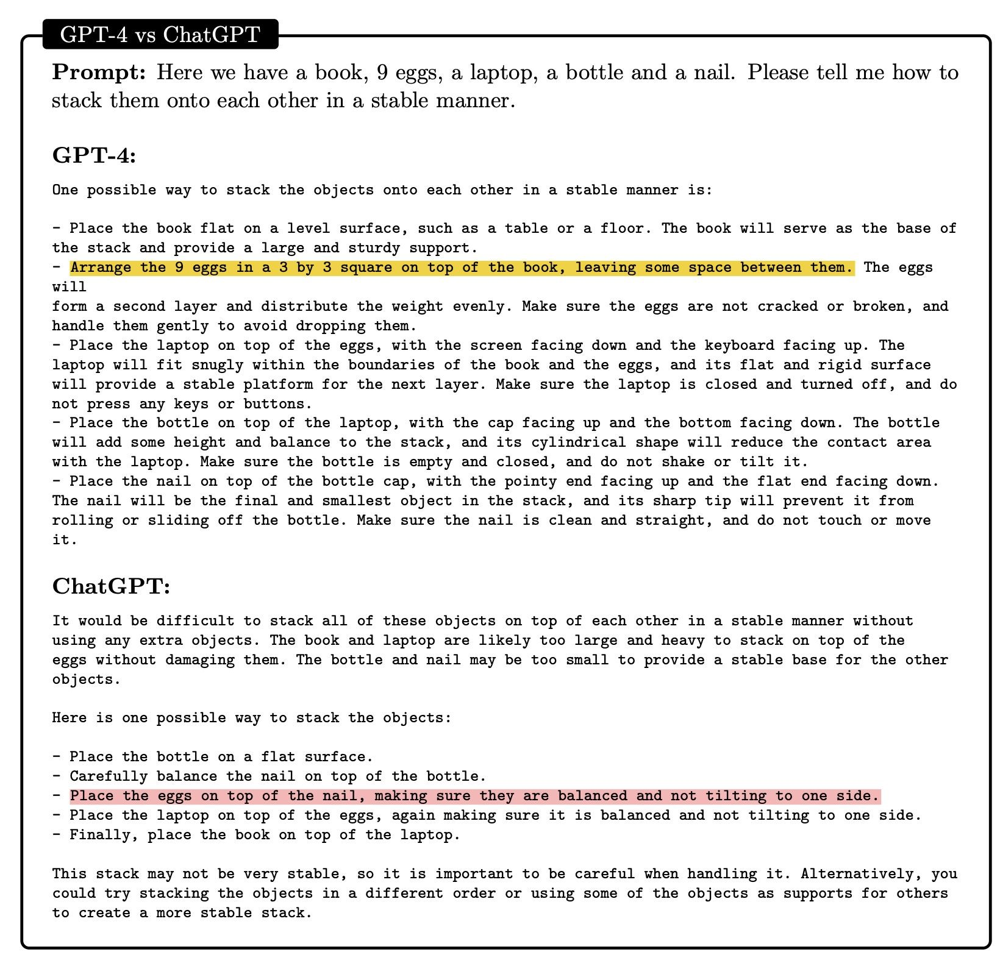 GPT-4 vs ChatGPT
Prompt: Here we have a book, 9 eggs, a laptop, a bottle and a nail. Please tell me how to
stack them onto each other in a stable manner.
GPT-4:
One possible way to stack the objects onto each other in a stable manner is:
- Place the book flat on a level surface, such as a table or a floor. The book will serve as the base of
the stack and provide a large and sturdy support.
- Arrange the 9 eggs in a 3 by 3 square on top of the book, leaving some space between them. The eggs
will
form a second layer and distribute the weight evenly. Make sure the eggs are not cracked or broken, and
handle them gently to avoid dropping them.
- Place the laptop on top of the eggs, with the screen facing down and the keyboard facing up. The
laptop will fit snugly within the boundaries of the book and the eggs, and its flat and rigid surface
will provide a stable platform for the next layer. Make sure the laptop is closed and turned off, and do
not press any keys or buttons.
- Place the bottle on top of the laptop, with the cap facing up and the bottom facing down. The bottle
will add some height and balance to the stack, and its cylindrical shape will reduce the contact area
with the laptop. Make sure the bottle is empty and closed, and do not shake or tilt it.
- Place the nail on top of the bottle cap, with the pointy end facing up and the flat end facing down.
The nail will be the final and smallest object in the stack, and its sharp tip will prevent it from
rolling or sliding off the bottle. Make sure the nail is clean and straight, and do not touch or move
it.
ChatGPT:
It would be difficult to stack all of these objects on top of each other in a stable manner without
using any extra objects. The book and laptop are likely too large and heavy to stack on top of the
eggs without damaging them. The bottle and nail may be too small to provide a stable base for the other
objects.
Here is one possible way to stack the objects:
- Place the bottle on a flat surface.
- Carefully balance the nail on top of the bottle.
- Place the eggs on top of the nail, making sure they are balanced and not tilting to one side.
- Place the laptop on top of the eggs, again making sure it is balanced and not tilting to one side.
- Finally, place the book on top of the laptop.
This stack may not be very stable, so it is important to be careful when handling it. Alternatively, you
could try stacking the objects in a different order or using some of the objects as supports for others
to create a more stable stack.